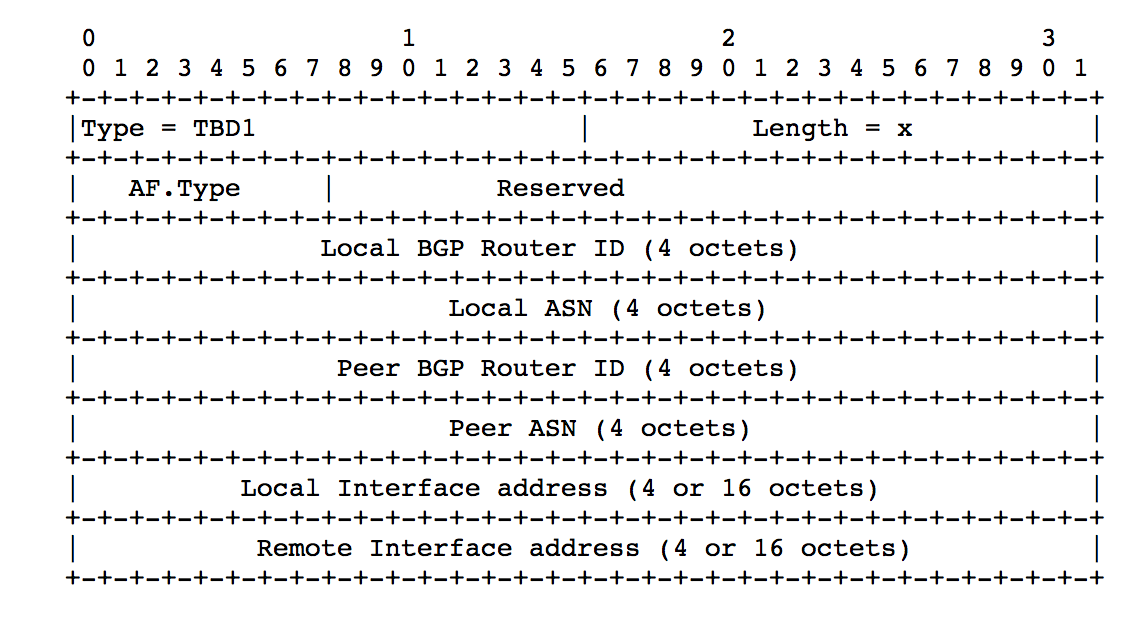 0                   1                   2                   3
0 1 2 3 4 5 6 7 8 9 0 1 2 3 4 5 6 7 8 9 0 1 2 3 4 5 6 7 8 9 0 1
+-+-+-+-+-+-+-+-+-+-+-+-+-+-+-+-+-+-+-+-+-+-+-+-+-+-+-+-+-+-+-+-+
|Type = TBD1                    |          Length = x           |
+-+-+-+-+-+-+-+-+-+-+-+-+-+-+-+-+-+-+-+-+-+-+-+-+-+-+-+-+-+-+-+-+
|   AF.Type     |          Reserved                             |
+-+-+-+-+-+-+-+-+-+-+-+-+-+-+-+-+-+-+-+-+-+-+-+-+-+-+-+-+-+-+-+-+
|               Local BGP Router ID (4 octets)                  |
+-+-+-+-+-+-+-+-+-+-+-+-+-+-+-+-+-+-+-+-+-+-+-+-+-+-+-+-+-+-+-+-+
|                       Local ASN (4 octets)                    |
+-+-+-+-+-+-+-+-+-+-+-+-+-+-+-+-+-+-+-+-+-+-+-+-+-+-+-+-+-+-+-+-+
|                Peer BGP Router ID (4 octets)                  |
+-+-+-+-+-+-+-+-+-+-+-+-+-+-+-+-+-+-+-+-+-+-+-+-+-+-+-+-+-+-+-+-+
|                       Peer ASN (4 octets)                     |
+-+-+-+-+-+-+-+-+-+-+-+-+-+-+-+-+-+-+-+-+-+-+-+-+-+-+-+-+-+-+-+-+
|          Local Interface address (4 or 16 octets)             |
+-+-+-+-+-+-+-+-+-+-+-+-+-+-+-+-+-+-+-+-+-+-+-+-+-+-+-+-+-+-+-+-+
|           Remote Interface address (4 or 16 octets)           |
+-+-+-+-+-+-+-+-+-+-+-+-+-+-+-+-+-+-+-+-+-+-+-+-+-+-+-+-+-+-+-+-+